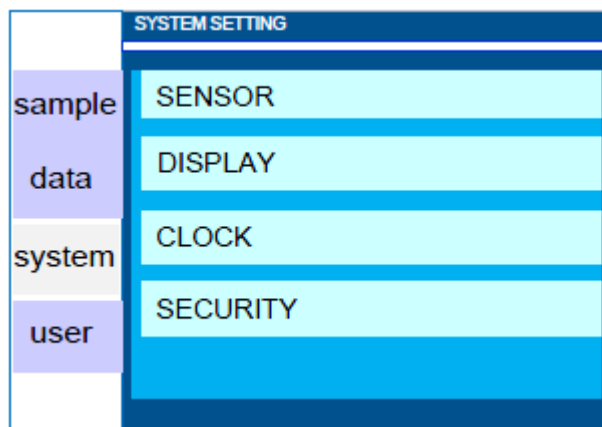 SYSTEM SETTING
sample
data
system
user
SENSOR
DISPLAY
CLOCK
SECURITY